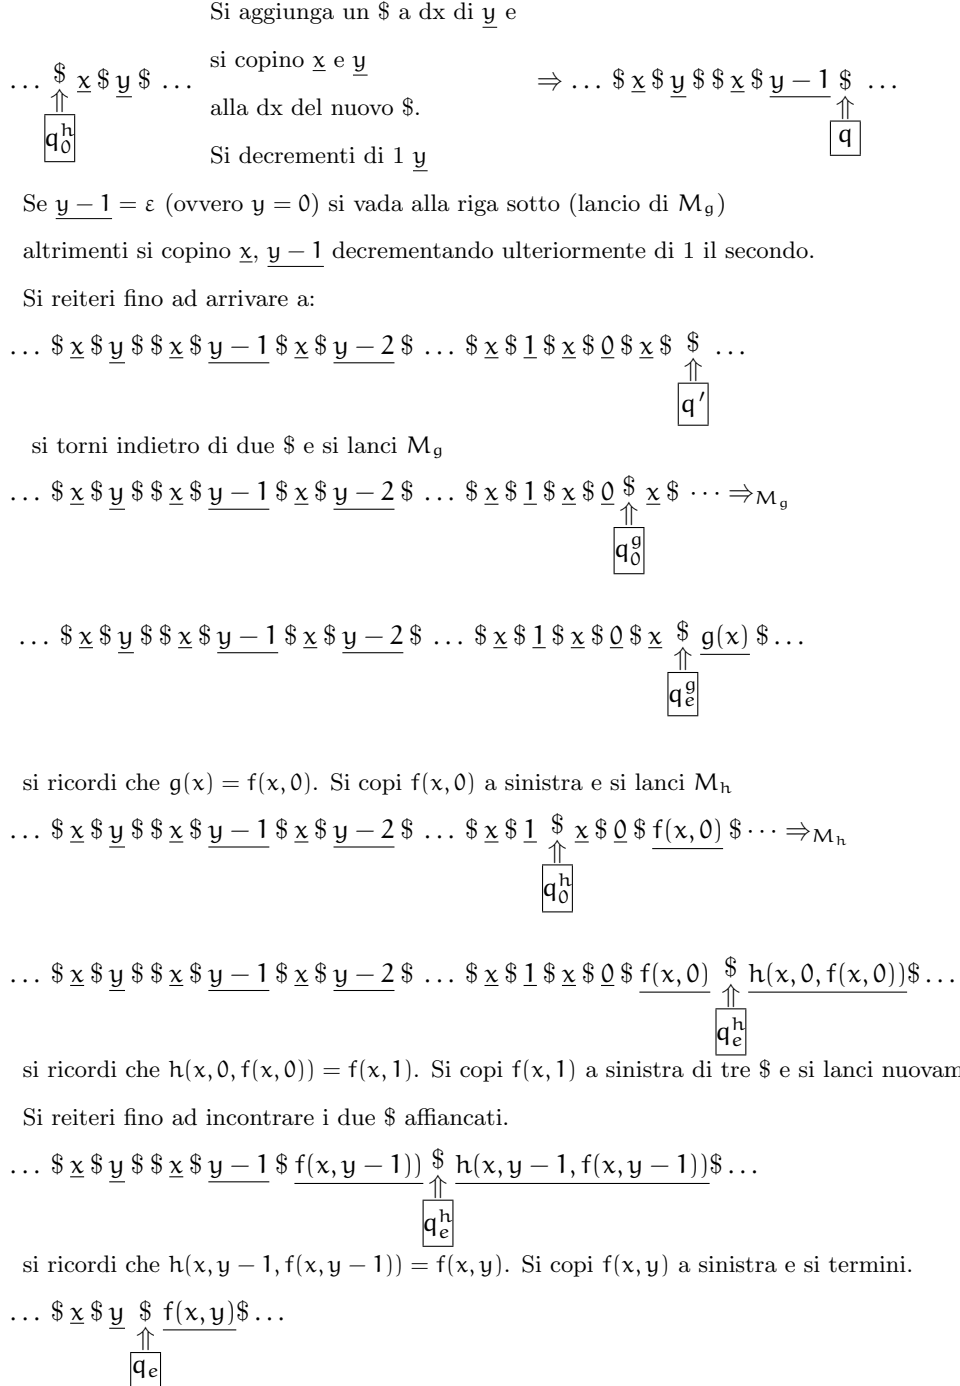 Si aggiunga un $ a dx di y e
si copino x e y
… $ x $ y $ … ⇒ … $ x $ y $ $ x $ y − 1 $ …
⇑ ⇑
alla dx del nuovo $.
q_0^h q
Si decrementi di 1 y
Se y − 1 = ε (ovvero y = 0) si vada alla riga sotto (lancio di M_g)
altrimenti si copino x, y − 1 decrementando ulteriormente di 1 il secondo.
Si reiteri fino ad arrivare a:
… $ x $ y $ $ x $ y − 1 $ x $ y − 2 $ … $ x $ 1 $ x $ 0 $ x $ $ …
⇑
q′
si torni indietro di due $ e si lanci M_g
… $ x $ y $ $ x $ y − 1 $ x $ y − 2 $ … $ x $ 1 $ x $ 0 $ x $ ⋯ ⇒_{M_g}
⇑
q_0^g
… $ x $ y $ $ x $ y − 1 $ x $ y − 2 $ … $ x $ 1 $ x $ 0 $ x $ g(x) $ …
⇑
q_e^g
si ricordi che g(x) = f(x, 0). Si copi f(x, 0) a sinistra e si lanci M_h
… $ x $ y $ $ x $ y − 1 $ x $ y − 2 $ … $ x $ 1 $ x $ 0 $ f(x, 0) $ ⋯ ⇒_{M_h}
⇑
q_0^h
… $ x $ y $ $ x $ y − 1 $ x $ y − 2 $ … $ x $ 1 $ x $ 0 $ f(x, 0) $ h(x, 0, f(x, 0))$ …
⇑
q_e^h
si ricordi che h(x, 0, f(x, 0)) = f(x, 1). Si copi f(x, 1) a sinistra di tre $ e si lanci
Si reiteri fino ad incontrare i due $ affiancati.
… $ x $ y $ $ x $ y − 1 $ f(x, y − 1)) $ h(x, y − 1, f(x, y − 1))$ …
⇑
q_e^h
si ricordi che h(x, y − 1, f(x, y − 1)) = f(x, y). Si copi f(x, y) a sinistra e si termini.
… $ x $ y $ f(x, y)$ …
⇑
q_e